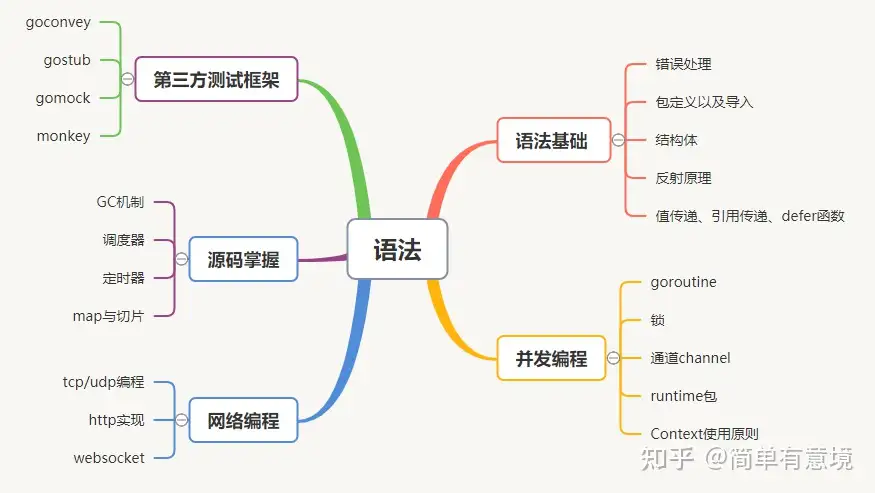 语法
第三方测试框架
goconvey
gostub
gomock
monkey
源码掌握
GC机制
调度器
定时器
map与切片
网络编程
tcp/udp编程
http实现
websocket
语法基础
错误处理
包定义以及导入
结构体
反射原理
值传递、引用传递、defer函数
并发编程
goroutine
锁
通道channel
runtime包
Context使用原则
知乎 @简单有意境